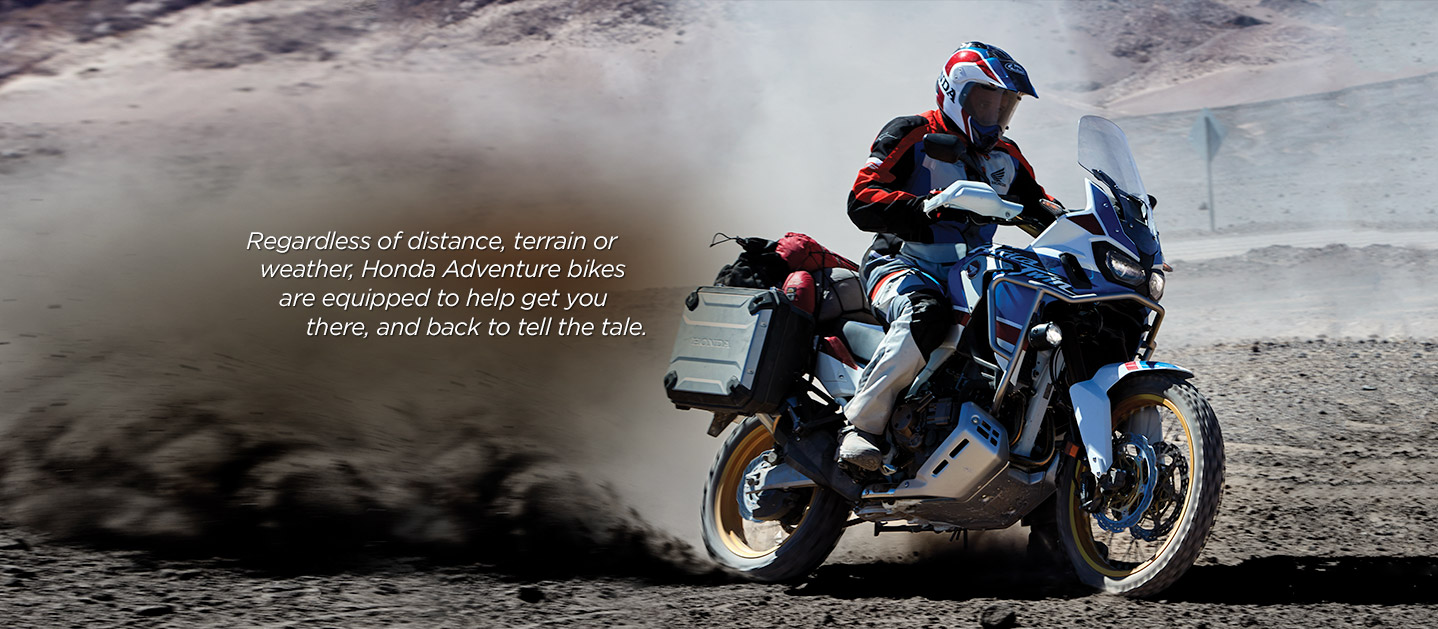 Regardless of distance, terrain or
weather, Honda Adventure bikes
are equipped to help get you
there, and back to tell the tale.
HONDA